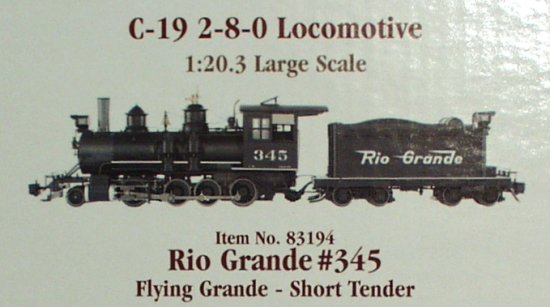 C-19 2-8-0 Locomotive
1:20.3 Large Scale
345
Rio Grande
Item No. 83194
Rio Grande #345
Flying Grande - Short Tender